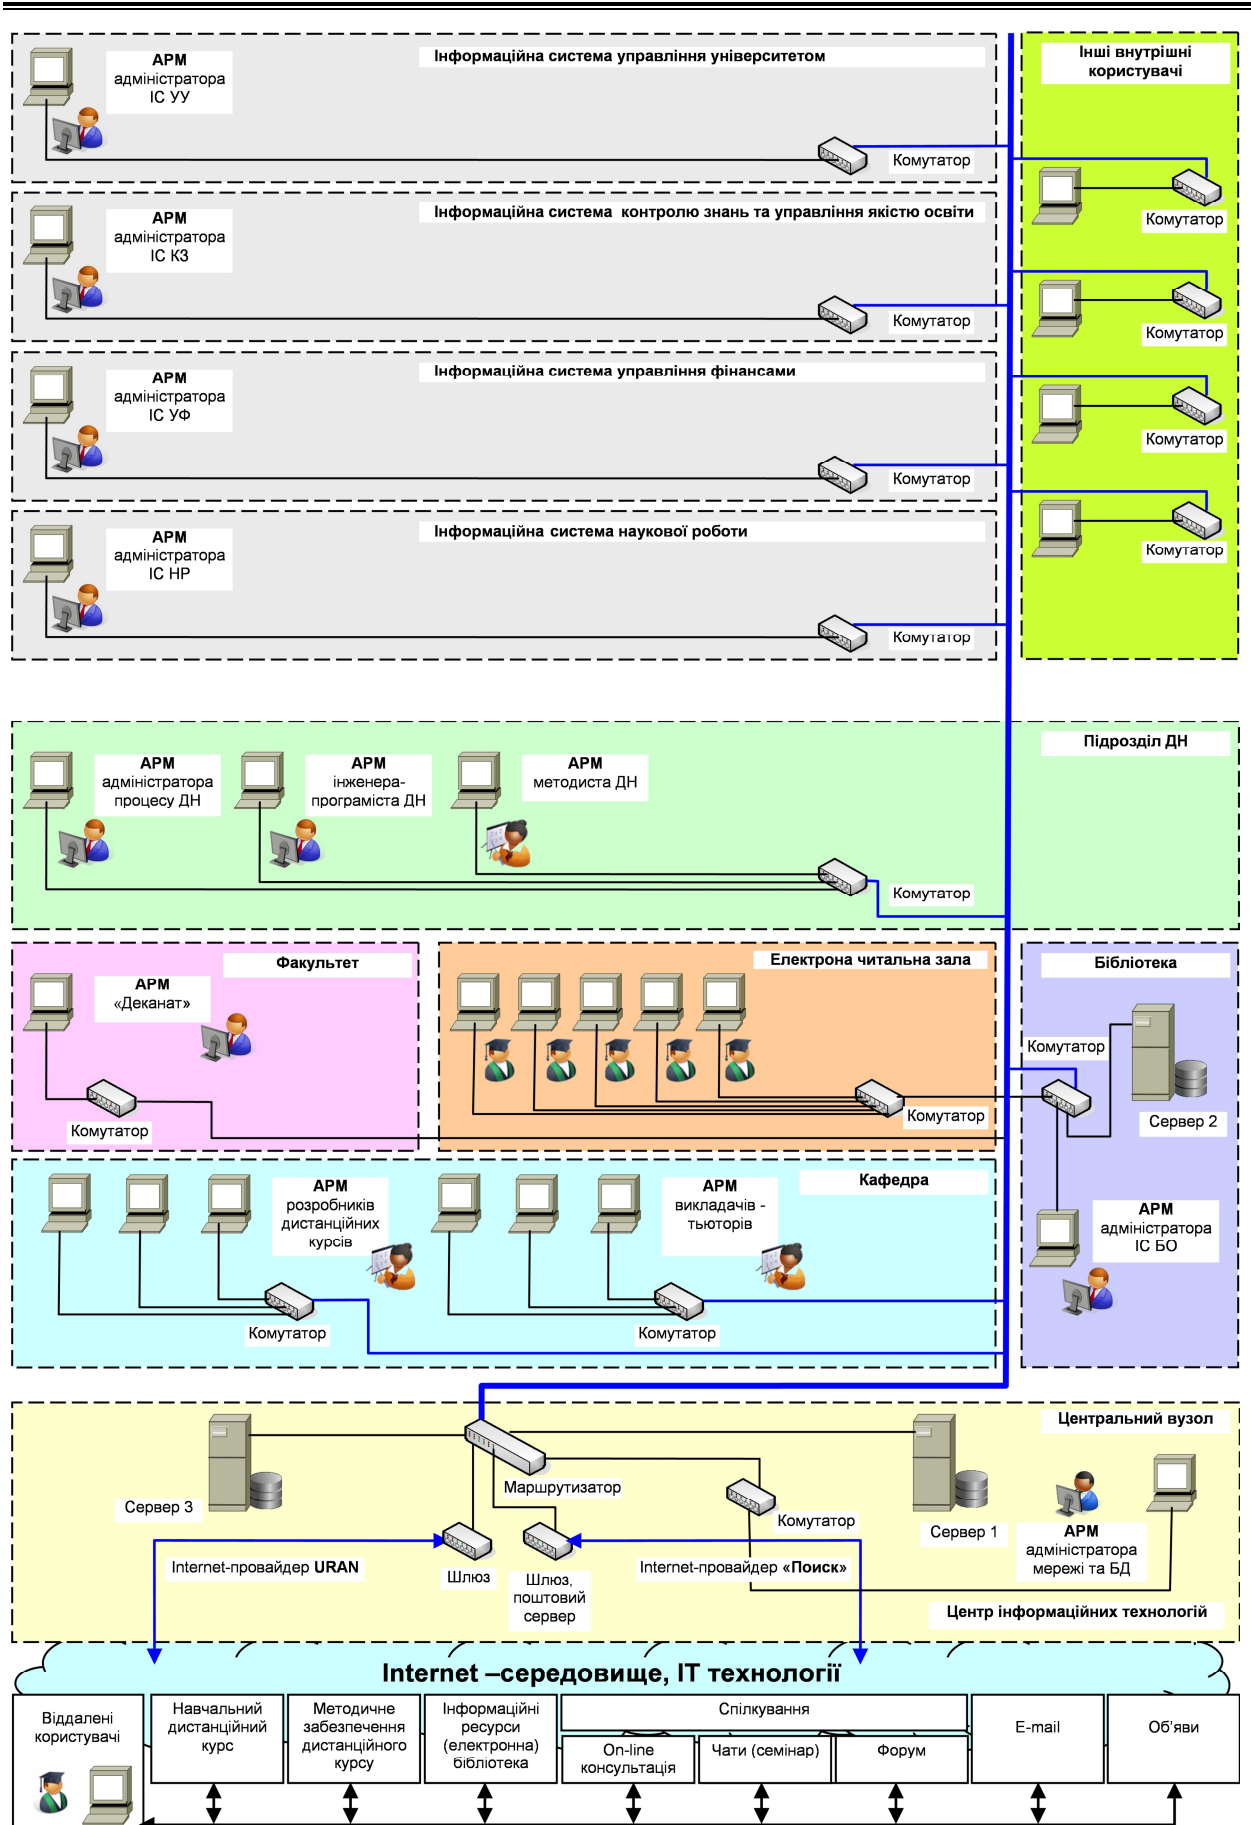 АРМ
адміністратора
ІС УУ
Інформаційна система управління університетом
Комутатор
Інші внутрішні
користувачі
Комутатор
Комутатор
Комутатор
Комутатор
АРМ
адміністратора
ІС КЗ
Інформаційна система контролю знань та управління якістю освіти
Комутатор
АРМ
адміністратора
ІС УФ
Інформаційна система управління фінансами
Комутатор
АРМ
адміністратора
ІС НР
Інформаційна система наукової роботи
Комутатор
Підрозділ ДН
АРМ
адміністратора
процесу ДН
АРМ
інженера-
програміста ДН
АРМ
методиста ДН
Комутатор
Факультет
АРМ
«Деканат»
Комутатор
Електрона читальна зала
Комутатор
Бібліотека
Комутатор
Сервер 2
АРМ
адміністратора
ІС БО
Кафедра
АРМ
розробників
дистанційних
курсів
Комутатор
АРМ
викладачів -
тьюторів
Комутатор
Центральний вузол
Сервер 3
Маршрутизатор
Комутатор
Сервер 1
АРМ
адміністратора
мережі та БД
Internet-провайдер URAN
Шлюз
Шлюз,
поштовий
сервер
Internet-провайдер «Поиск»
Центр інформаційних технологій
Internet –середовище, ІТ технології
Віддалені
користувачі
Навчальний
дистанційний
курс
Методичне
забезпечення
дистанційного
курсу
Інформаційні
ресурси
(електронна)
бібліотека
Спілкування
On-line
консультація
Чати (семінар)
Форум
E-mail
Об’яви